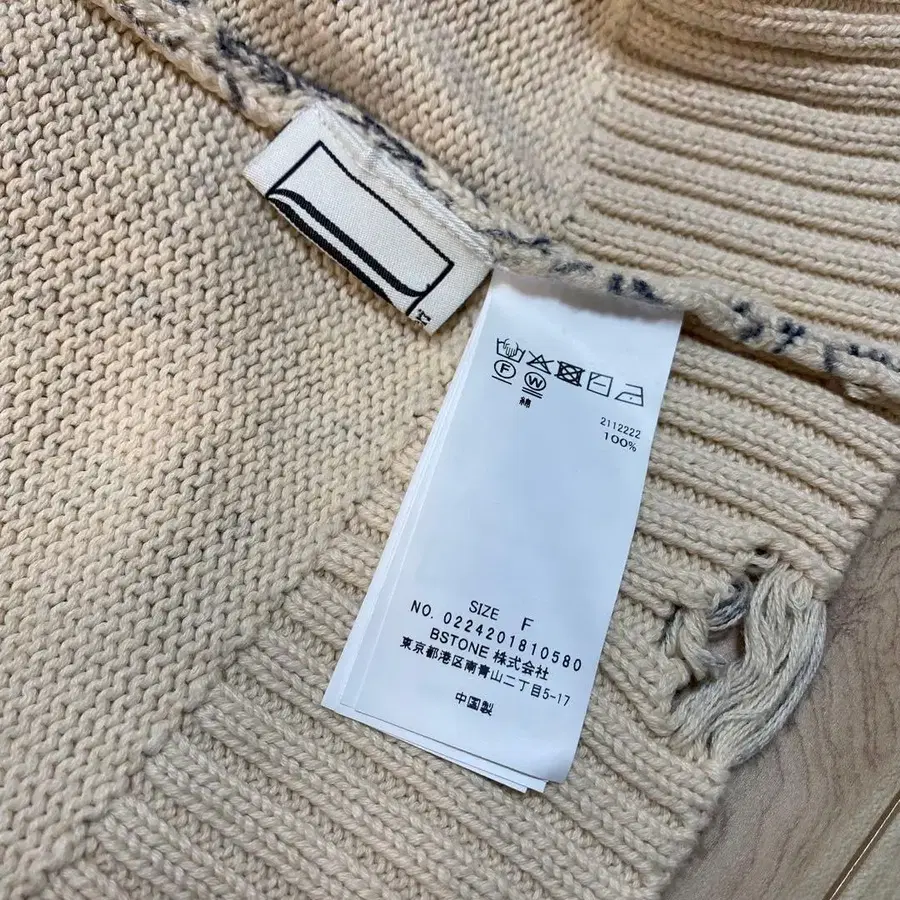 F W
綿
2112222
100%
SIZE F
NO. 0224201810580
BSTONE 株式会社
東京都港区南青山二丁目5-17
中国製